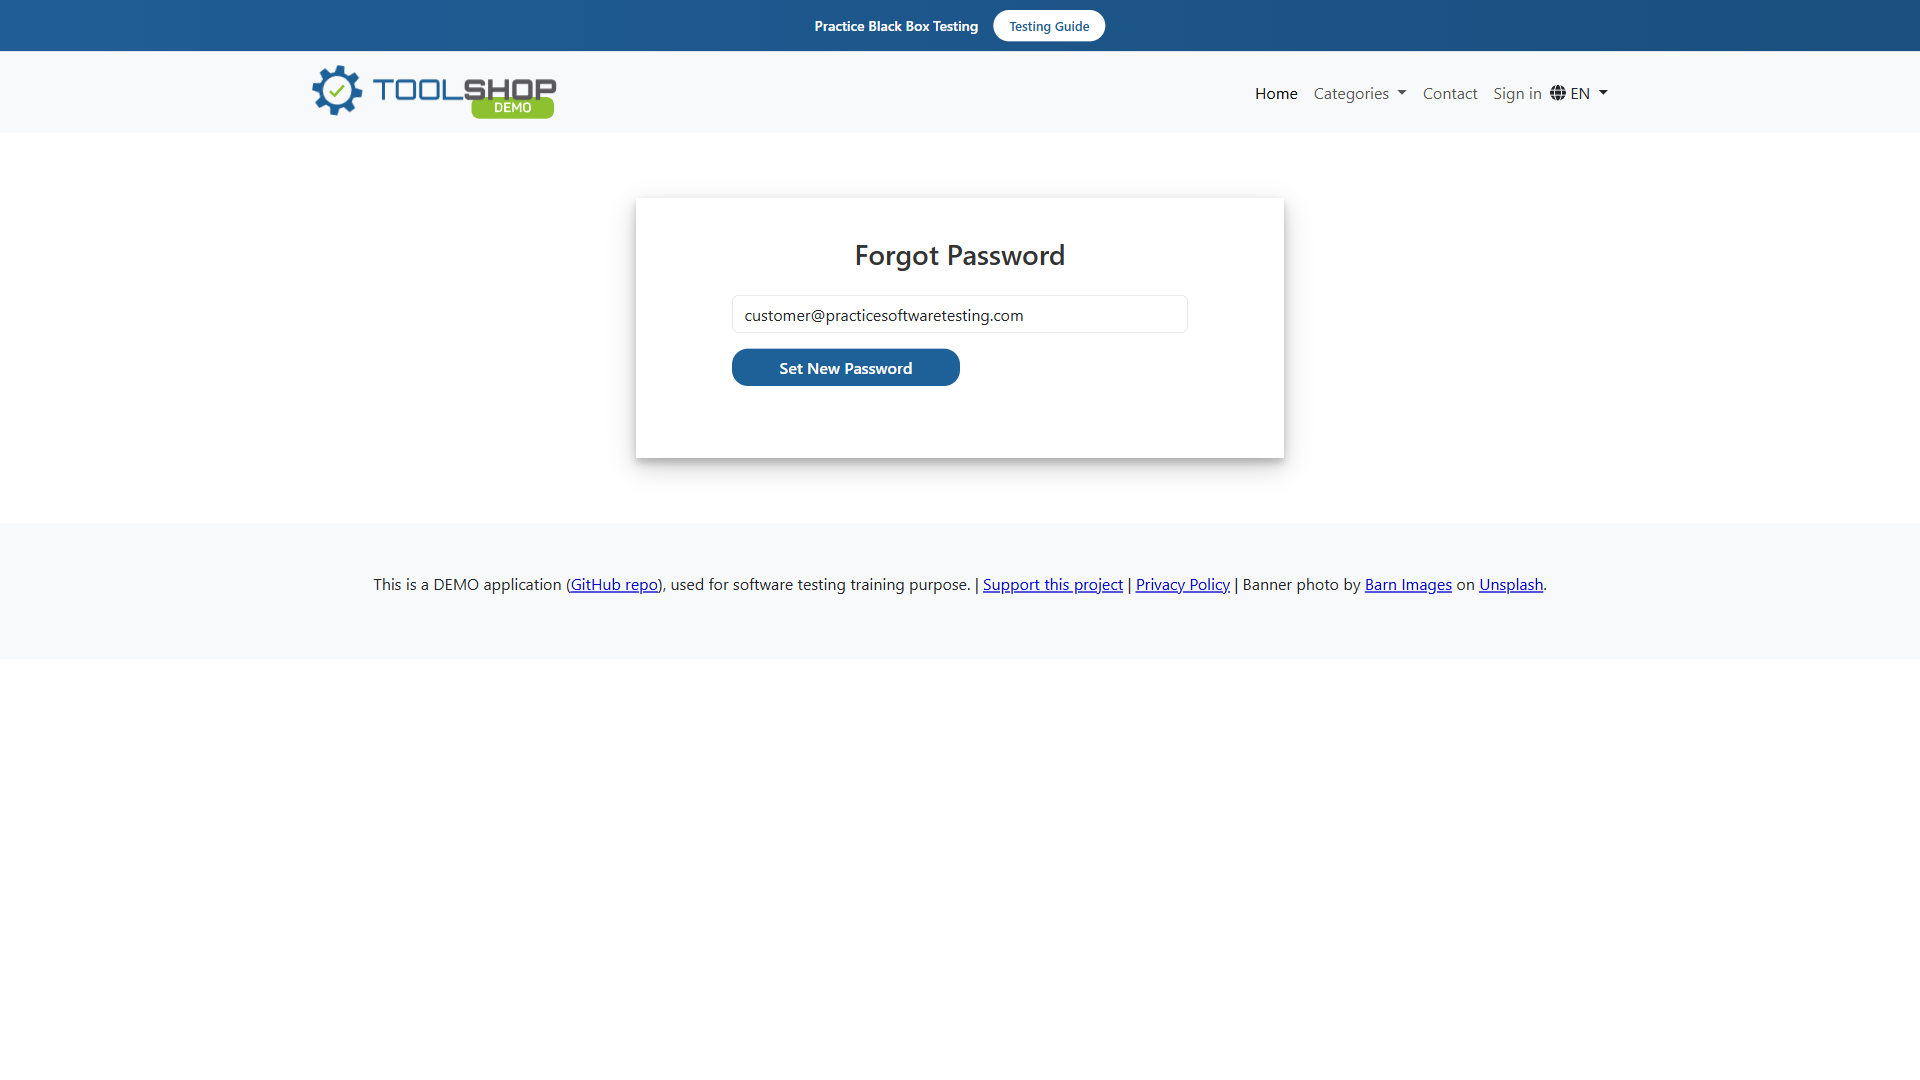 Practice Black Box Testing Testing Guide
TOOLSHOP
DEMO
Home Categories Contact Sign in EN
Forgot Password
customer@practicesoftwaretesting.com
Set New Password
This is a DEMO application (GitHub repo), used for software testing training purpose. | Support this project | Privacy Policy | Banner photo by Barn Images on Unsplash.